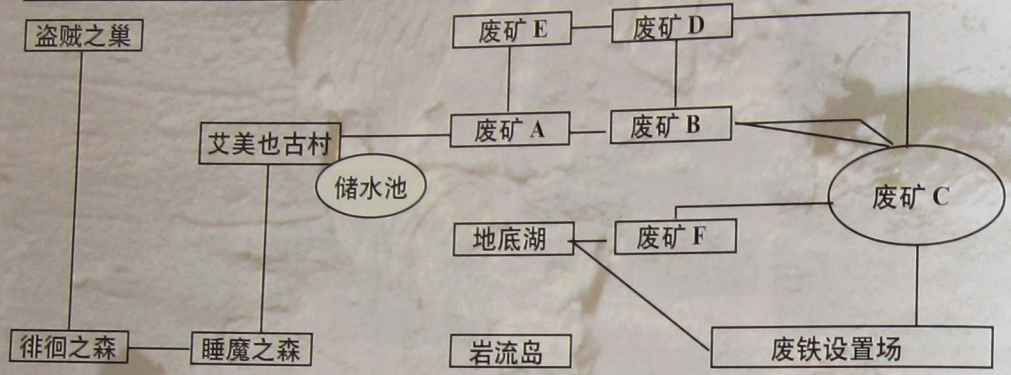 盗贼之巢
废矿 E
废矿 D
艾美也古村
废矿 A
废矿 B
储水池
废矿 C
地底湖
废矿 F
徘徊之森
睡魔之森
岩流岛
废铁设置场